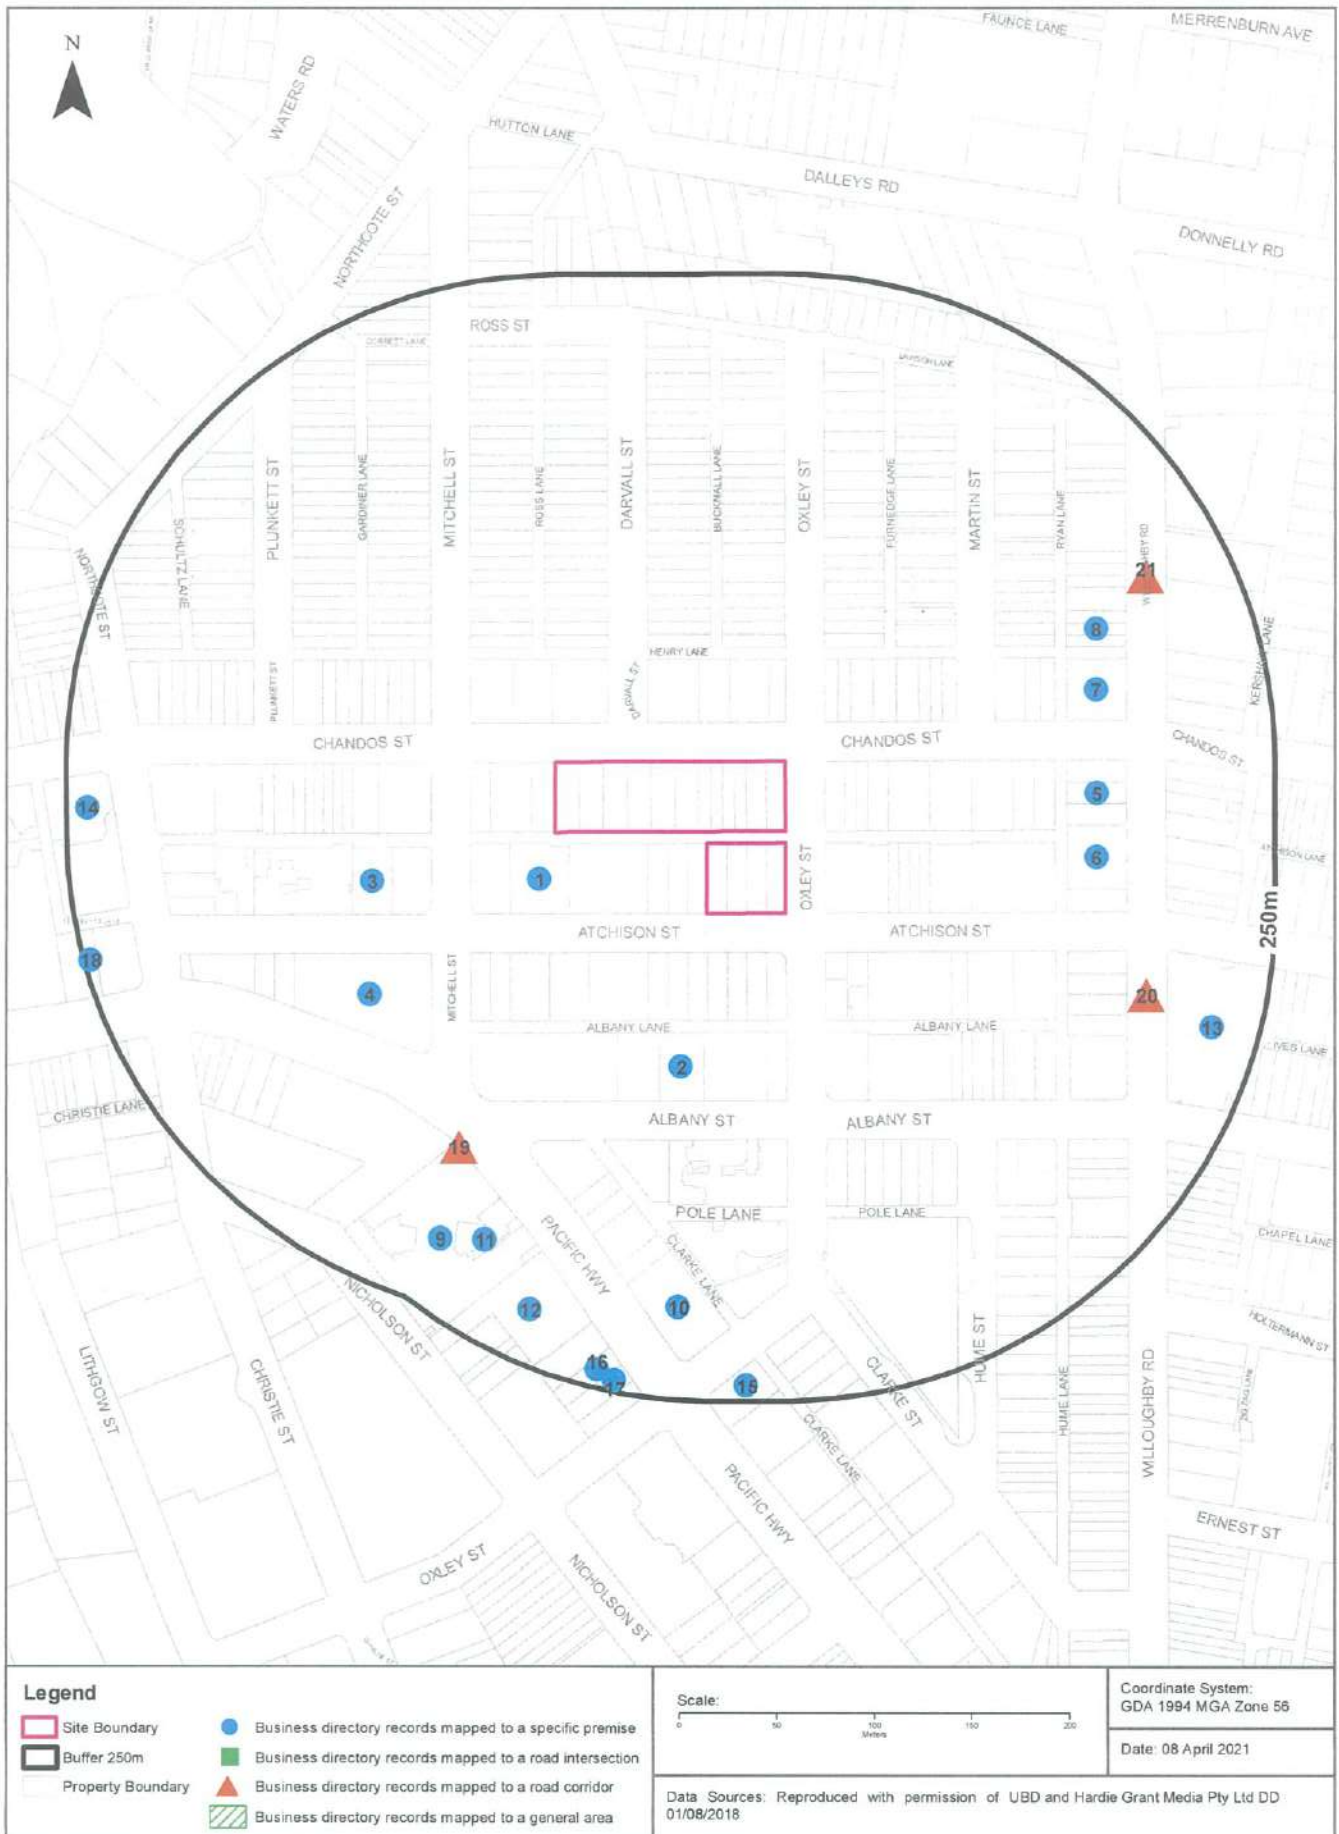 N
FAUNCE LANE
MERRENBURN AVE
WATERS RD
HUTTON LANE
DALLEYS RD
DONNELLY RD
NORTHCOTE ST
ROSS ST
PLUNKETT ST
GARDINER LANE
MITCHELL ST
ROSS LANE
DARVALL ST
BUCKNALL LANE
OXLEY ST
FURNEDGE LANE
MARTIN ST
RYAN LANE
SCHULTZ LANE
NORTHCOTE ST
21
8
HENRY LANE
KERSHAW LANE
7
PLUNKETT ST
DARVALL ST
CHANDOS ST
CHANDOS ST
CHANDOS ST
14
5
3
1
OXLEY ST
6
ATCHISON LANE
250m
ATCHISON ST
ATCHISON ST
18
4
MITCHELL ST
20
13
ALBANY LANE
ALBANY LANE
IVES LANE
2
CHRISTIE LANE
ALBANY ST
ALBANY ST
19
POLE LANE
POLE LANE
9
11
PACIFIC HWY
CLARKE LANE
CHAPEL LANE
12
10
NICHOLSON ST
HOLTERMANN ST
HUME ST
16
17
15
LITHGOW ST
CHRISTIE ST
CLARKE ST
HUME LANE
WILLOUGHBY RD
CLARKE LANE
PACIFIC HWY
ERNEST ST
OXLEY ST
NICHOLSON ST
Legend
Site Boundary
Buffer 250m
Property Boundary
Business directory records mapped to a specific premise
Business directory records mapped to a road intersection
Business directory records mapped to a road corridor
Business directory records mapped to a general area
Scale:
0 50 100 150 200
Meters
Coordinate System:
GDA 1994 MGA Zone 56
Date: 08 April 2021
Data Sources: Reproduced with permission of UBD and Hardie Grant Media Pty Ltd DD
01/08/2018